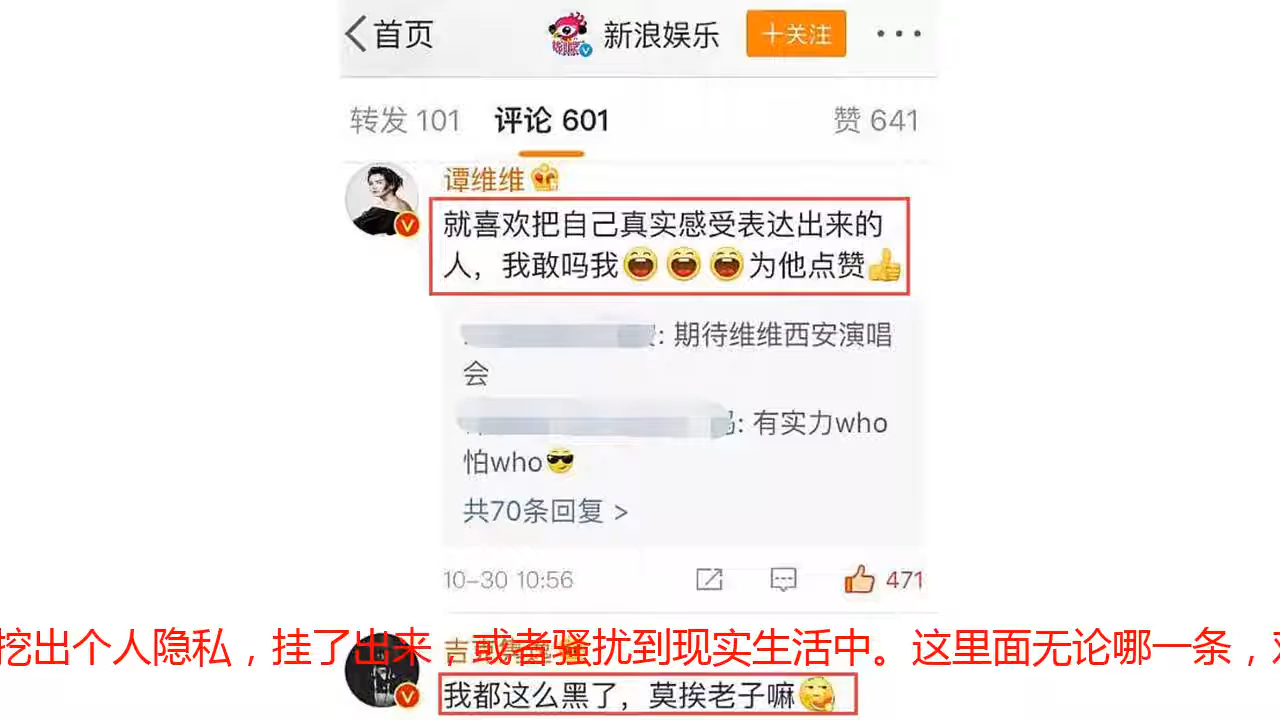 首页
新浪娱乐
十关注
转发 101
评论 601
赞 641
谭维维
就喜欢把自己真实感受表达出来的
人，我敢吗我😄😄😄为他点赞👍
: 期待维维西安演唱
会
: 有实力who
怕who😎
共70条回复 >
10-30 10:56
471
挖出个人隐私，挂了出来，或者骚扰到现实生活中。这里面无论哪一条，
我都这么黑了，莫挨老子嘛🤔